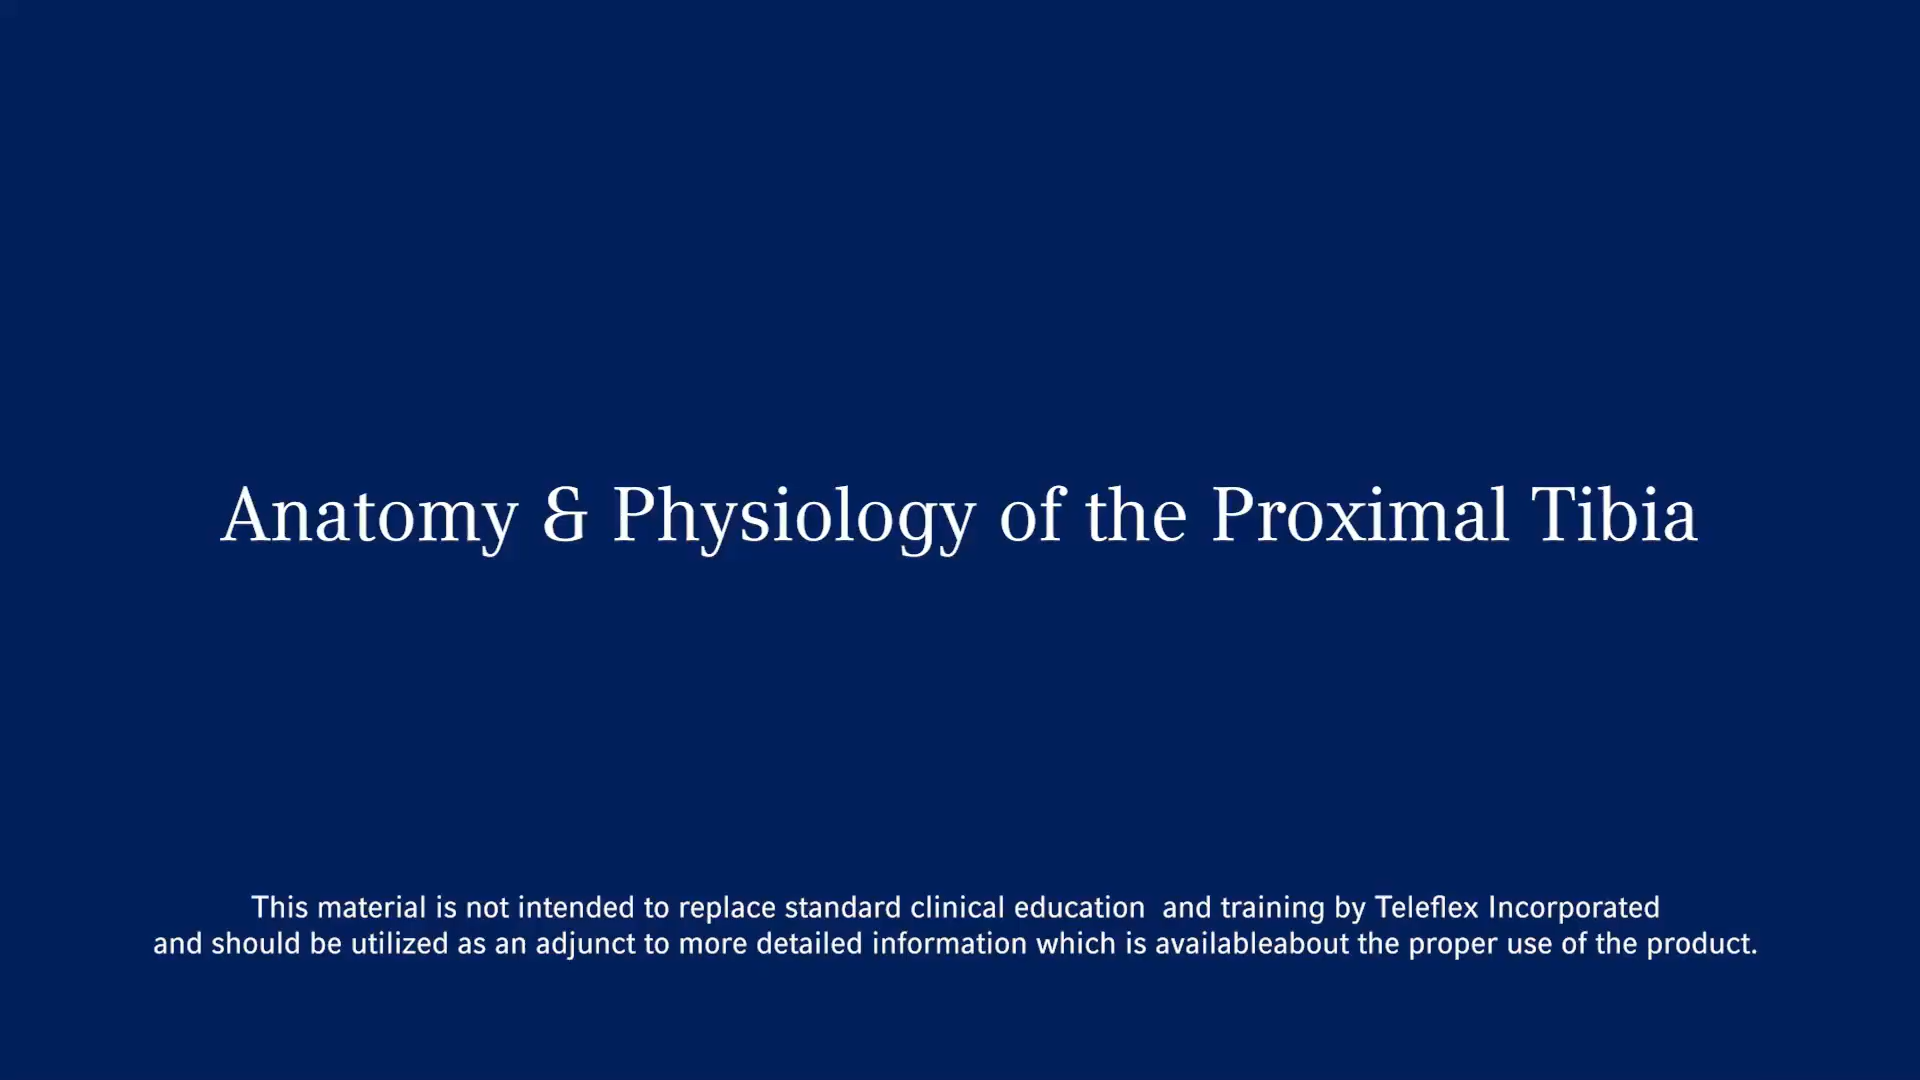 Anatomy & Physiology of the Proximal Tibia
This material is not intended to replace standard clinical education  and training by Teleflex Incorporated
and should be utilized as an adjunct to more detailed information which is availableabout the proper use of the product.